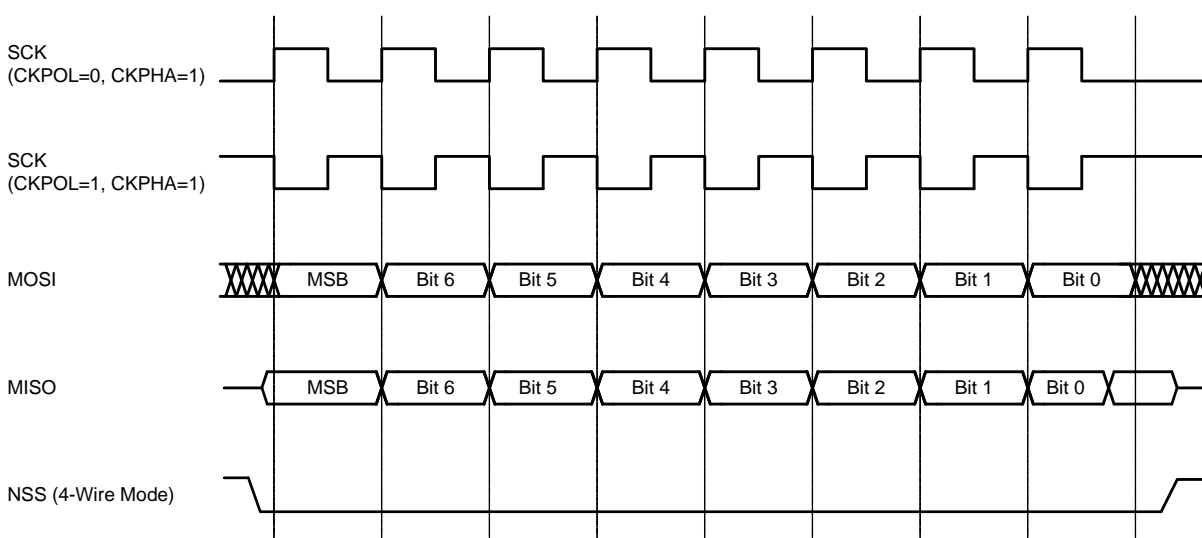 SCK
(CKPOL=0, CKPHA=1)
SCK
(CKPOL=1, CKPHA=1)
MOSI MSB Bit 6 Bit 5 Bit 4 Bit 3 Bit 2 Bit 1 Bit 0
MISO MSB Bit 6 Bit 5 Bit 4 Bit 3 Bit 2 Bit 1 Bit 0
NSS (4-Wire Mode)